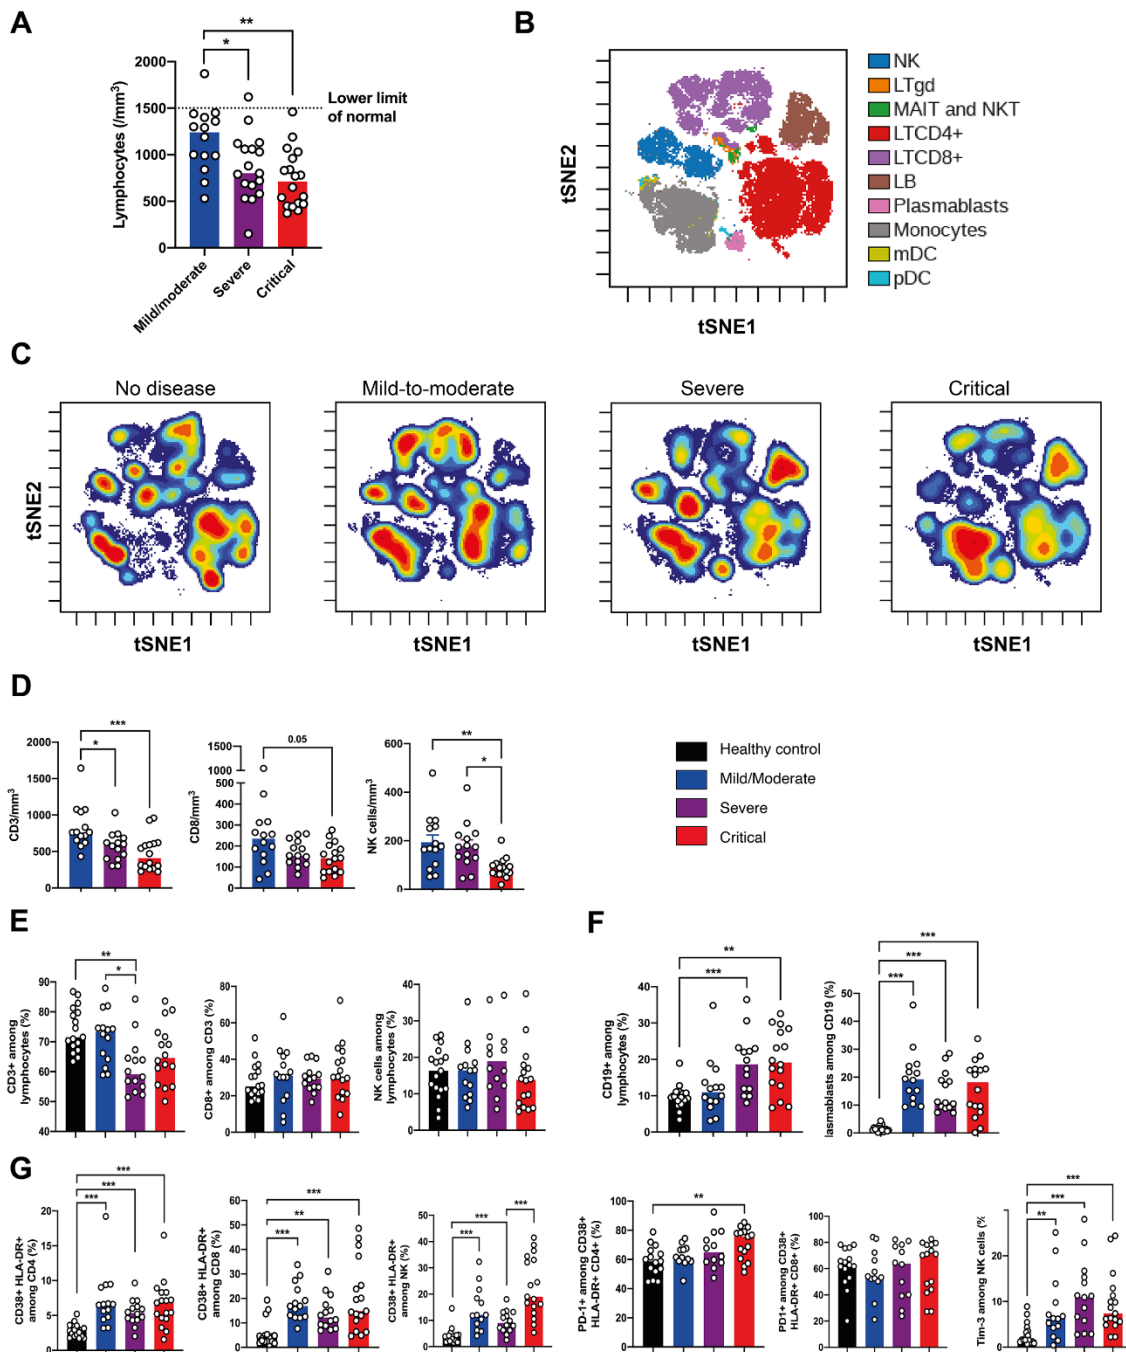 A
** 
*
2000
1500
1000
500
0
Lymphocytes (/mm³)
Lower limit
of normal
Mild/moderate
Severe
Critical
B
tSNE2
tSNE1
NK
LTgd
MAIT and NKT
LTCD4+
LTCD8+
LB
Plasmablasts
Monocytes
mDC
pDC
C
No disease
Mild-to-moderate
Severe
Critical
tSNE2
tSNE1
tSNE1
tSNE1
tSNE1
D
***
*
2000
1500
1000
500
0
CD3/mm³
0.05
1500
1000
500
400
300
200
100
0
CD8/mm³
**
*
600
400
200
0
NK cells/mm³
Healthy control
Mild/Moderate
Severe
Critical
E
**
*
90
80
70
60
50
40
CD3+ among
lymphocytes (%)
80
60
40
20
0
CD8+ among CD3 (%)
40
30
20
10
0
NK cells among
lymphocytes (%)
F
**
***
40
30
20
10
0
CD19+ among
lymphocytes (%)
***
***
***
50
40
30
20
10
0
lasmablasts among CD19 (%)
G
***
***
***
20
15
10
5
0
CD38+ HLA-DR+
among CD4 (%)
***
**
***
60
50
40
30
20
10
0
CD38+ HLA-DR+
among CD8 (%)
***
***
***
50
40
30
20
10
0
CD38+ HLA-DR+
among NK (%)
**
100
80
60
40
20
0
PD-1+ among CD38+
HLA-DR+ CD4+ (%)
100
80
60
40
20
0
PD1+ among CD38+
HLA-DR+ CD8+ (%)
***
***
**
20
10
0
Tim-3 among NK cells (%